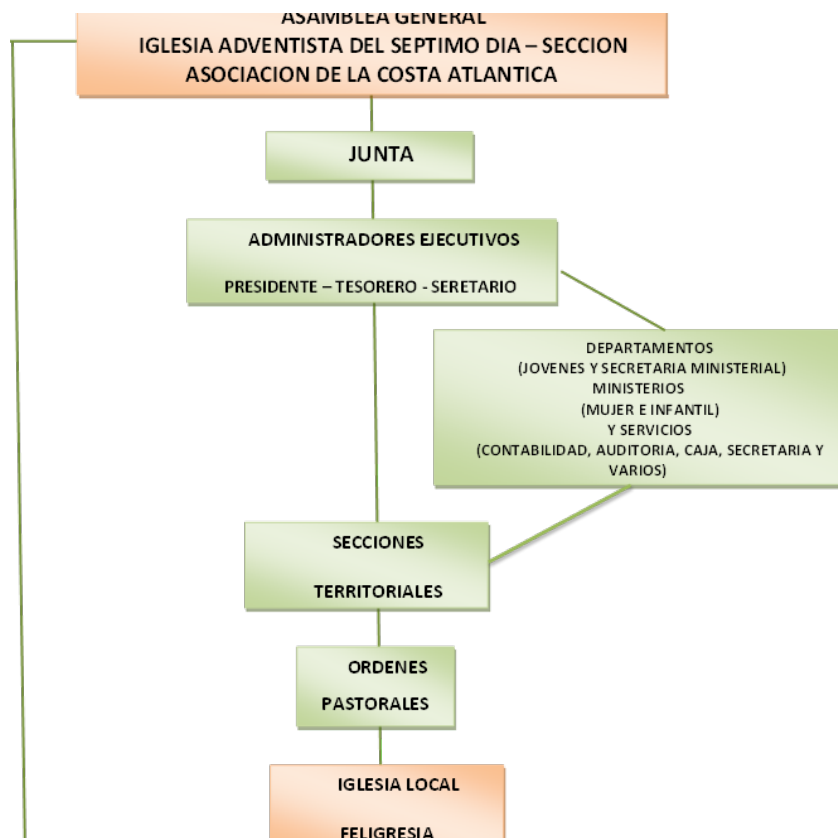 ASAMBLEA GENERAL
IGLESIA ADVENTISTA DEL SEPTIMO DIA – SECCION
ASOCIACION DE LA COSTA ATLANTICA
JUNTA
ADMINISTRADORES EJECUTIVOS
PRESIDENTE – TESORERO - SERETARIO
DEPARTAMENTOS
(JOVENES Y SECRETARIA MINISTERIAL)
MINISTERIOS
(MUJER E INFANTIL)
Y SERVICIOS
(CONTABILIDAD, AUDITORIA, CAJA, SECRETARIA Y
VARIOS)
SECCIONES
TERRITORIALES
ORDENES
PASTORALES
IGLESIA LOCAL
FELIGRESIA